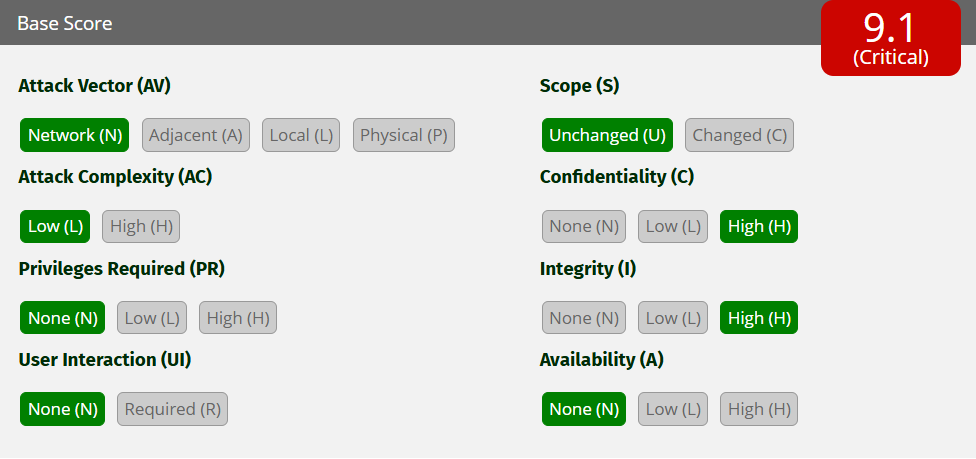 Base Score
9.1
(Critical)
Attack Vector (AV)
Network (N) Adjacent (A) Local (L) Physical (P)
Attack Complexity (AC)
Low (L) High (H)
Privileges Required (PR)
None (N) Low (L) High (H)
User Interaction (UI)
None (N) Required (R)
Scope (S)
Unchanged (U) Changed (C)
Confidentiality (C)
None (N) Low (L) High (H)
Integrity (I)
None (N) Low (L) High (H)
Availability (A)
None (N) Low (L) High (H)